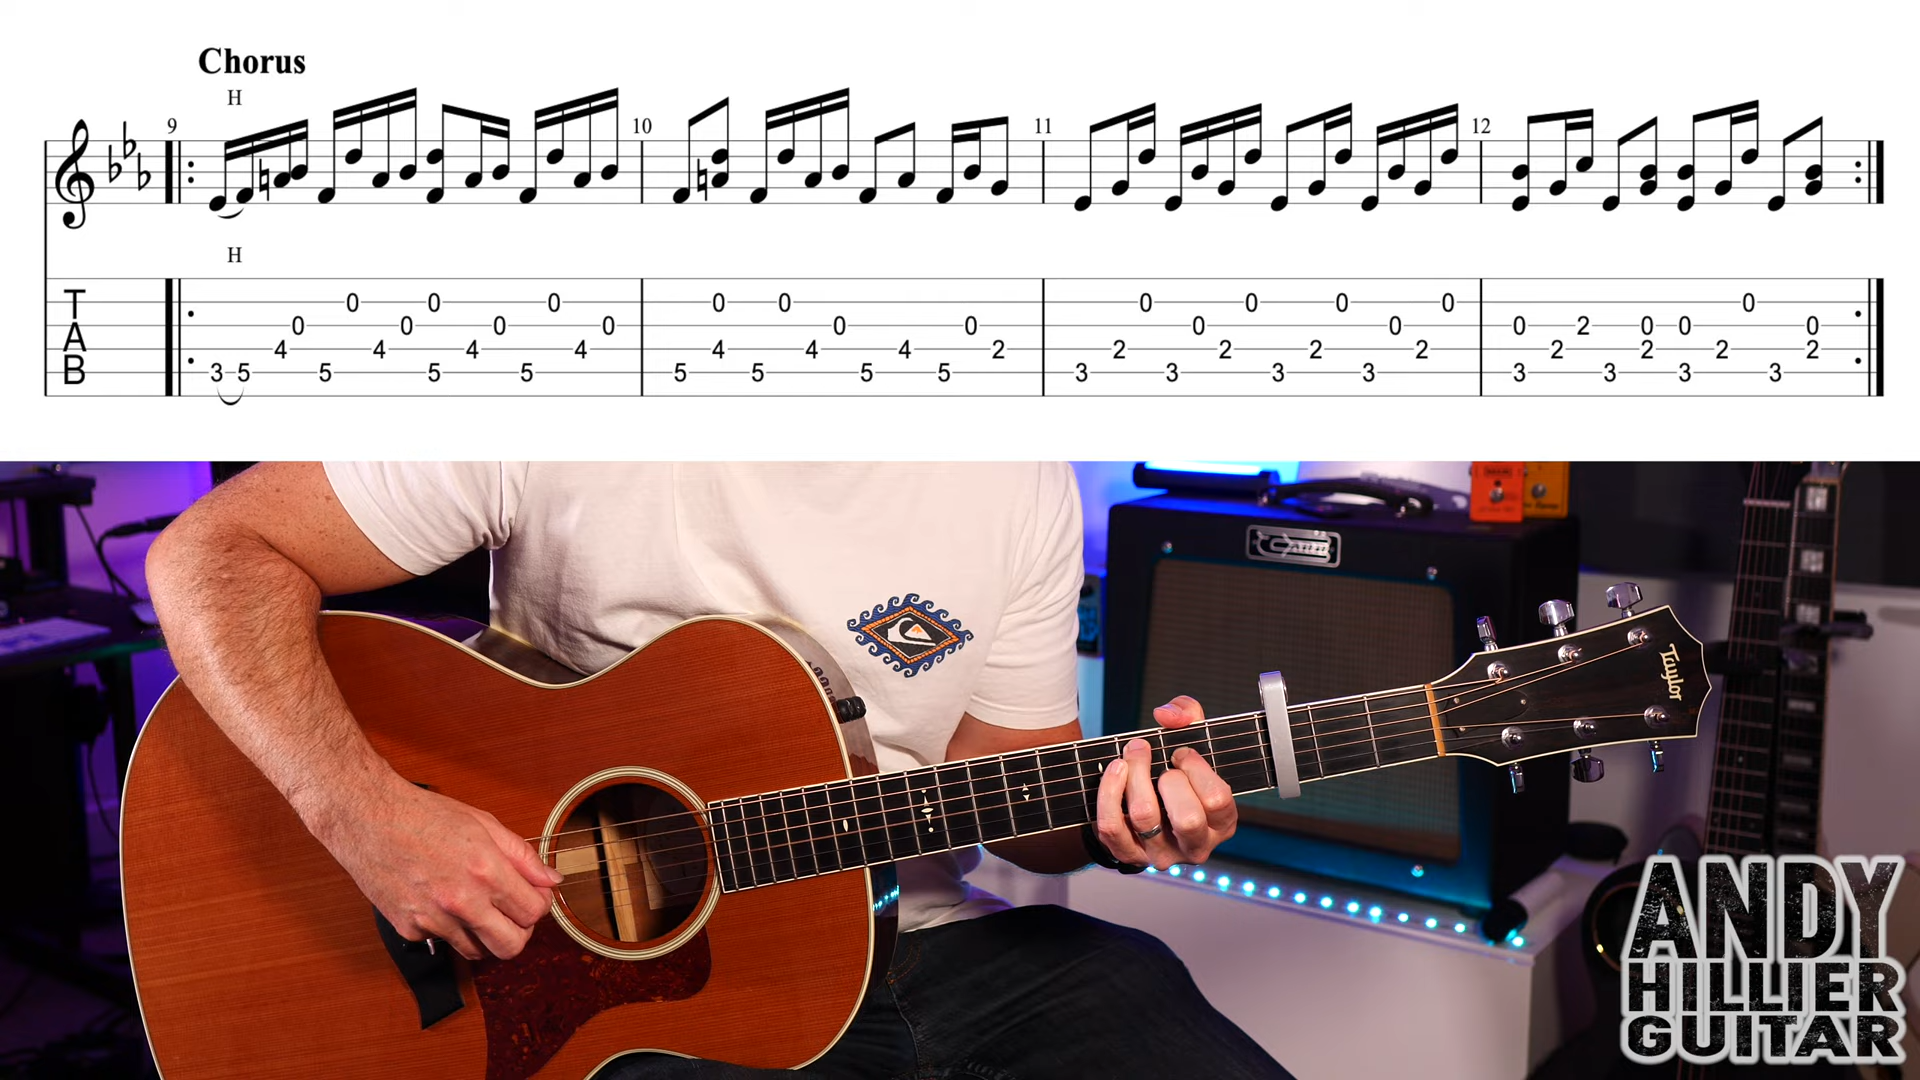 Chorus
H
9 10 11 12
H
T
A
B
0 0 0 0 0 0 0 0 0 0 0
0 0 0 0 0 0 0 0 0 2 0 0 0
4 4 4 4 4 4 4 2 2 2 2 2 2 2 2 2
3 5 5 5 5 5 5 5 5 3 3 3 3 3 3 3 3
Taylor
ANDY
HILLIER
GUITAR